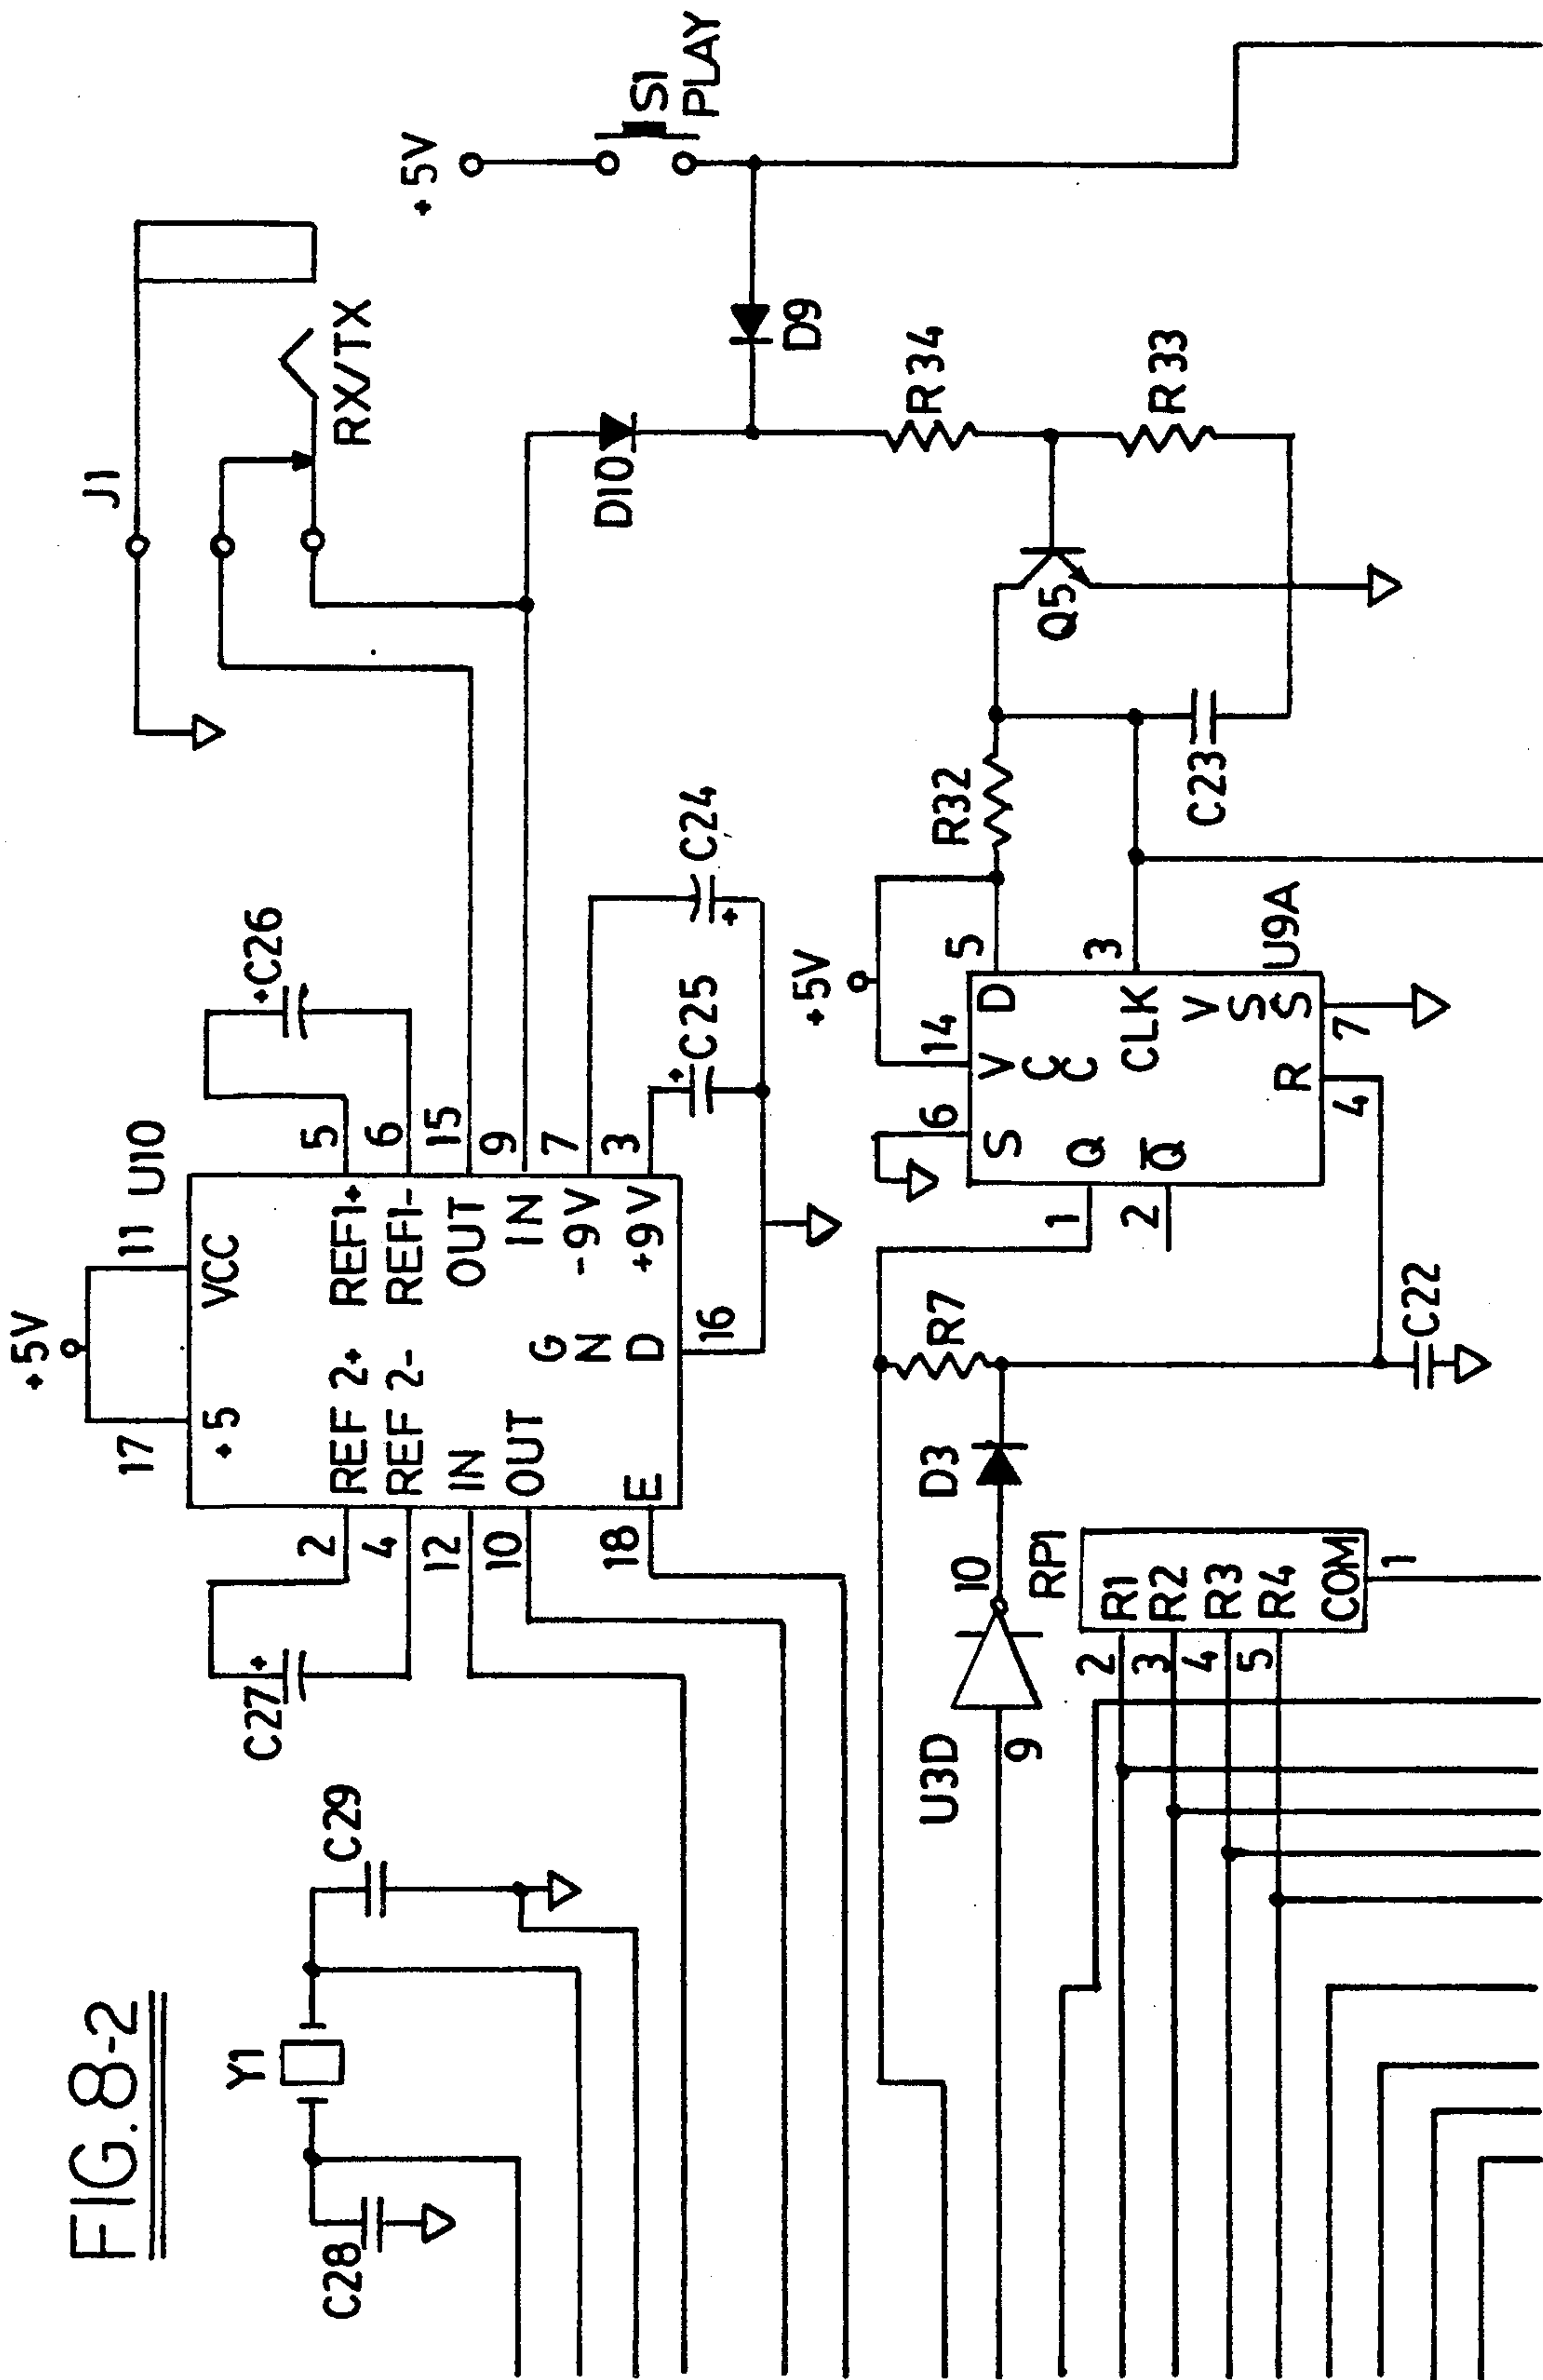 FIG.8-2
Y1
C28
C29
+5V
17
11
U10
+5
VCC
REF 2+
REF1+
REF 2-
REF1-
IN
OUT
OUT
IN
-9V
+9V
E
GND
2
4
12
10
18
5
6
15
9
7
3
16
C27
+
+C26
+
C25
C24
+
J1
RX/TX
+5V
S1
PLAY
D9
D10
R34
R33
Q5
R32
C23
+5V
6
14
5
3
S
VCC
D
Q
CLK
Q
VSS
R
U9A
1
2
4
7
R7
C22
D3
U3D
9
10
RP1
2
3
4
5
R1
R2
R3
R4
COM
1